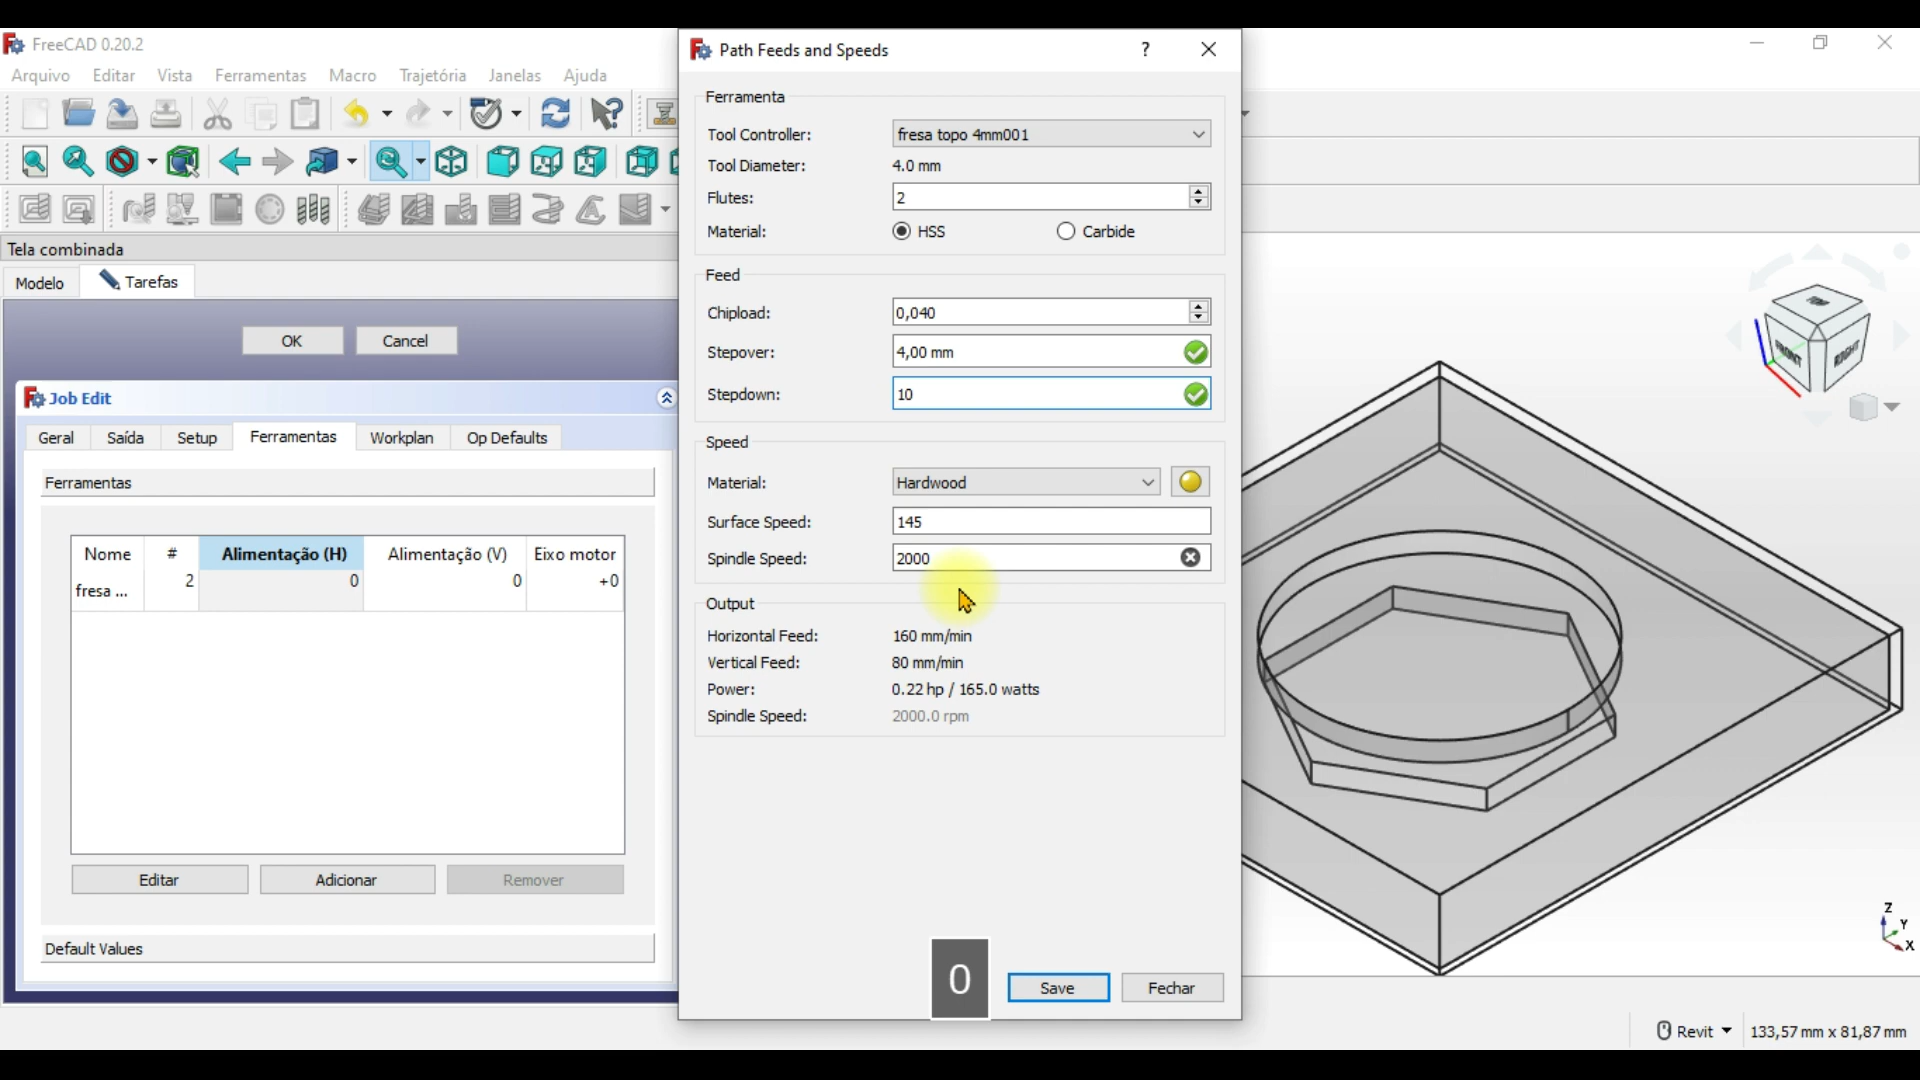 FreeCAD 0.20.2
Arquivo Editar Vista Ferramentas Macro Trajetória Janelas Ajuda
Tela combinada
Modelo Tarefas
OK Cancel
Job Edit
Geral Saída Setup Ferramentas Workplan Op Defaults
Ferramentas
Nome # Alimentação (H) Alimentação (V) Eixo motor
fresa ... 2 0 0 +0
Editar Adicionar Remover
Default Values
Path Feeds and Speeds ?
Ferramenta
Tool Controller: fresa topo 4mm001
Tool Diameter: 4.0 mm
Flutes: 2
Material: HSS Carbide
Feed
Chipload: 0,040
Stepover: 4,00 mm
Stepdown: 10
Speed
Material: Hardwood
Surface Speed: 145
Spindle Speed: 2000
Output
Horizontal Feed: 160 mm/min
Vertical Feed: 80 mm/min
Power: 0.22 hp / 165.0 watts
Spindle Speed: 2000.0 rpm
0
Save Fechar
TOP
FRONT RIGHT
Z
Y
X
Revit 133,57 mm x 81,87 mm